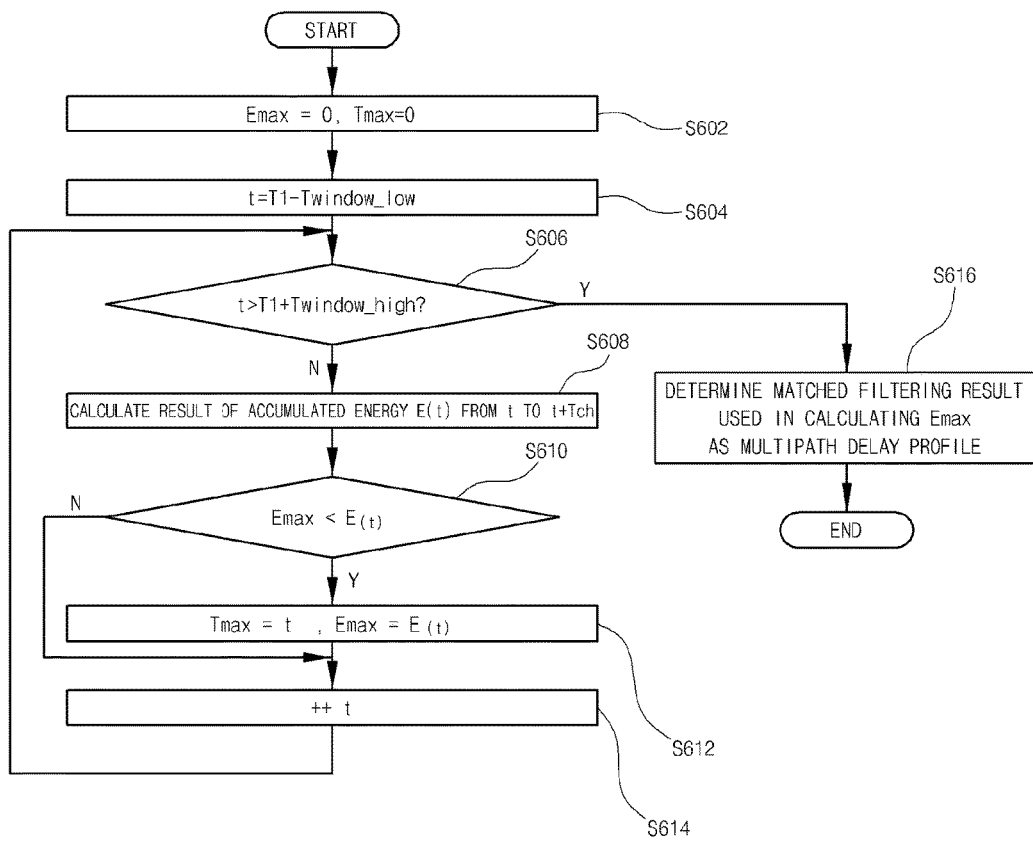 START
Emax = 0, Tmax=0
S602
t=T1-Twindow_low
S604
S606
t>T1+Twindow_high?
Y
S616
N
S608
DETERMINE MATCHED FILTERING RESULT
USED IN CALCULATING Emax
AS MULTIPATH DELAY PROFILE
CALCULATE RESULT OF ACCUMULATED ENERGY E(t) FROM t TO t+Tch
S610
N
Emax < E(t)
END
Y
Tmax = t , Emax = E(t)
++ t
S612
S614